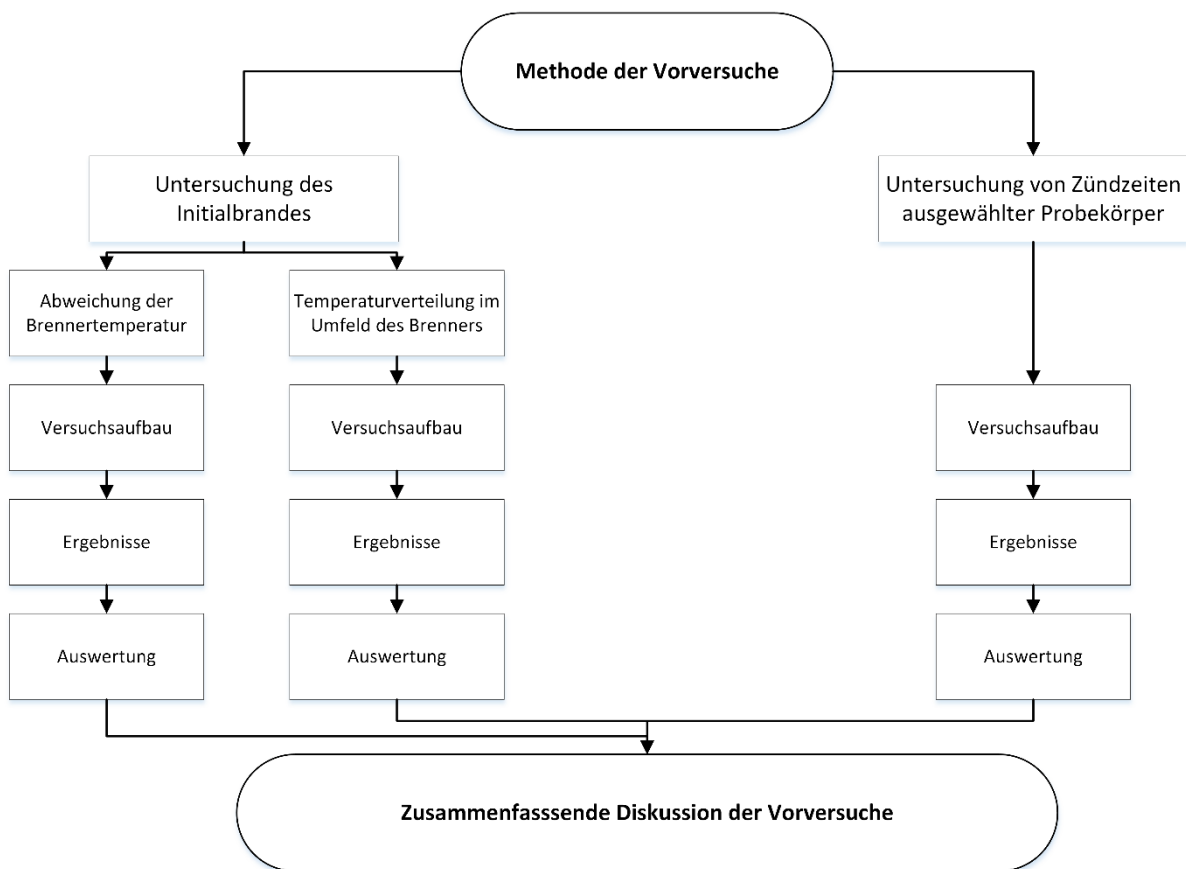 Methode der Vorversuche
Untersuchung des
Initialbrandes
Untersuchung von Zündzeiten
ausgewählter Probekörper
Abweichung der
Brennertemperatur
Temperaturverteilung im
Umfeld des Brenners
Versuchsaufbau
Versuchsaufbau
Versuchsaufbau
Ergebnisse
Ergebnisse
Ergebnisse
Auswertung
Auswertung
Auswertung
Zusammenfasssende Diskussion der Vorversuche